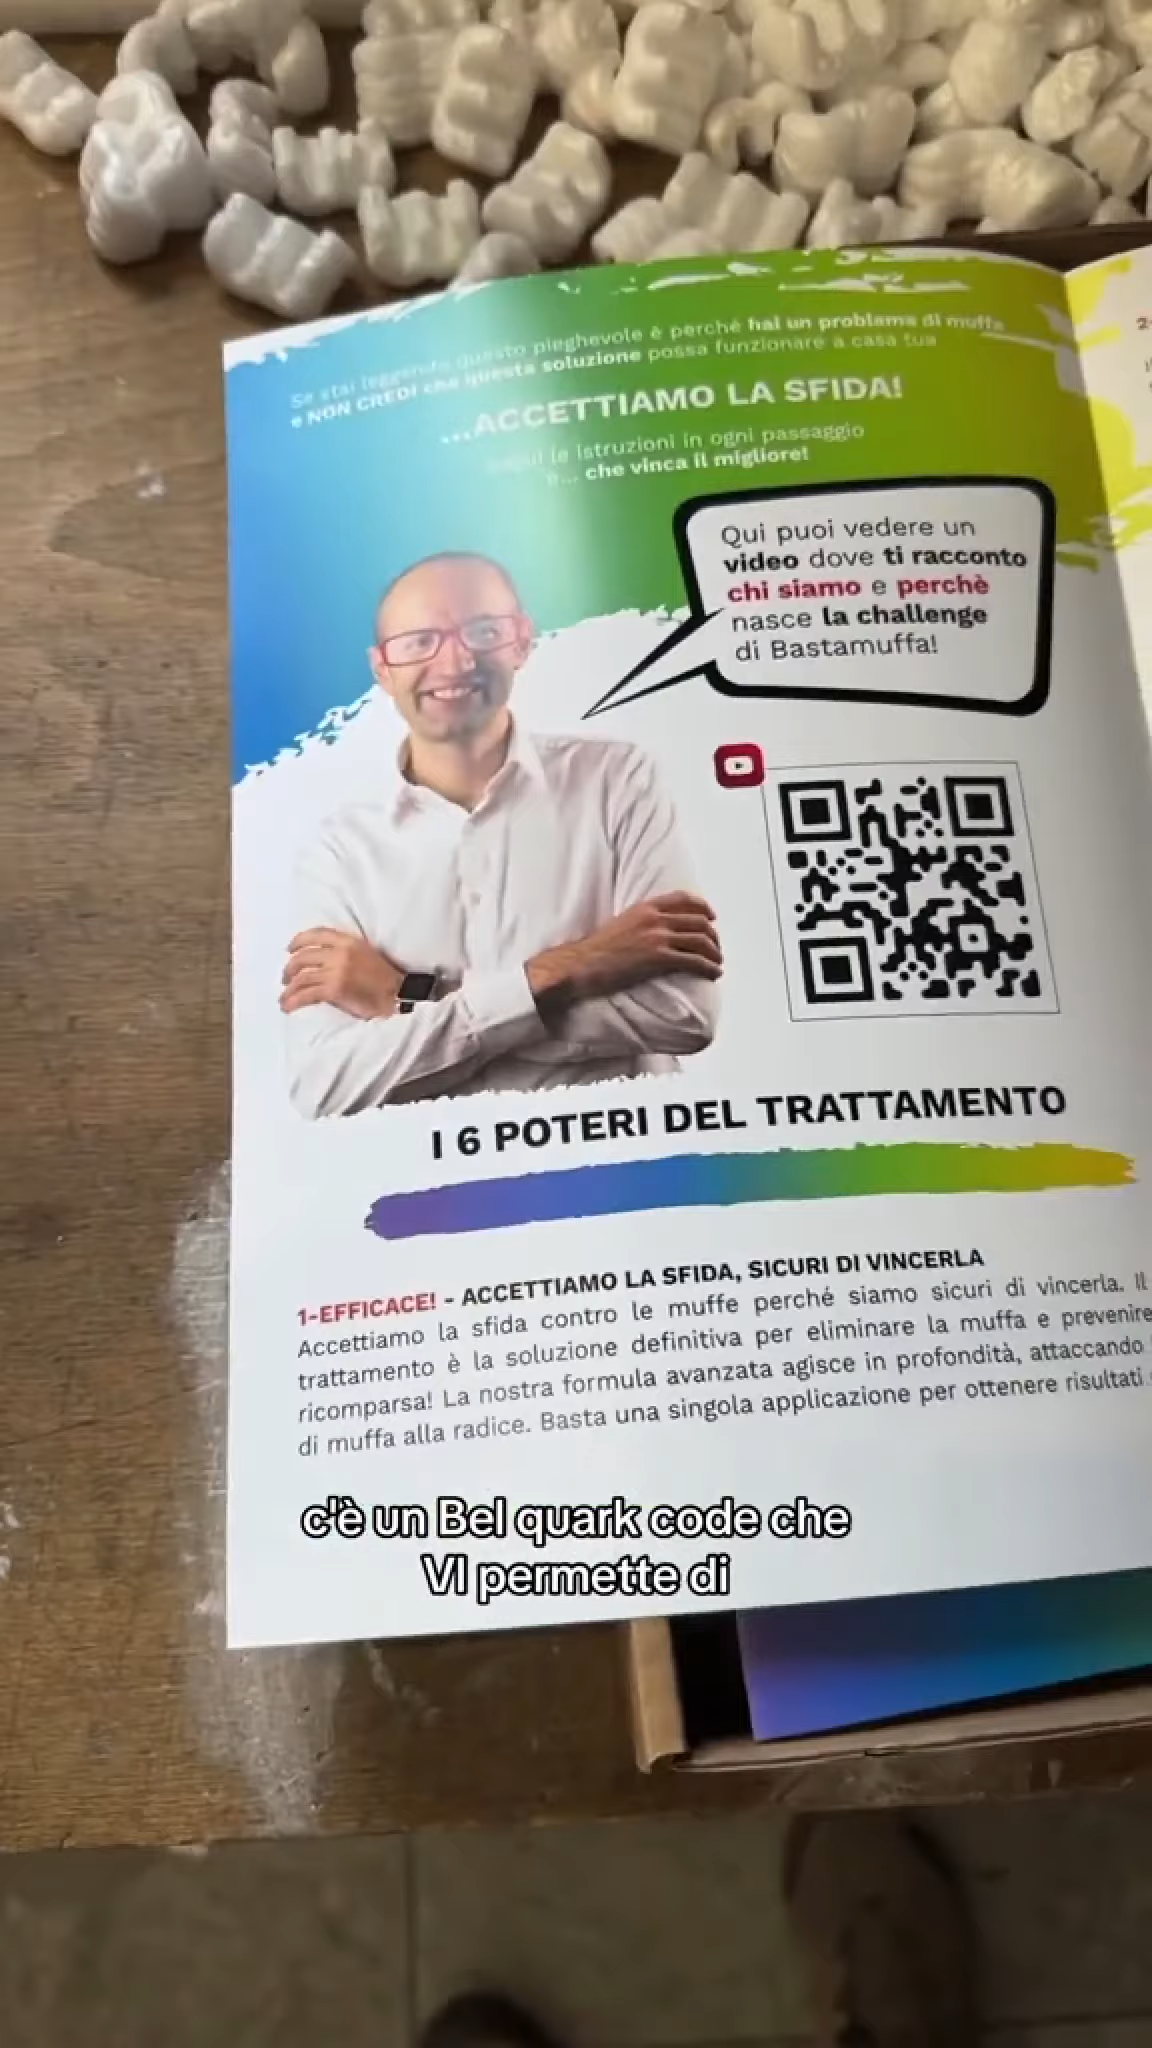 Se stai leggendo questo pieghevole è perché hai un problema di muffa
e NON CREDI che questa soluzione possa funzionare a casa tua
...ACCETTIAMO LA SFIDA!
le istruzioni in ogni passaggio
e... che vinca il migliore!
Qui puoi vedere un
video dove ti racconto
chi siamo e perchè
nasce la challenge
di Bastamuffa!
I 6 POTERI DEL TRATTAMENTO
1-EFFICACE! - ACCETTIAMO LA SFIDA, SICURI DI VINCERLA
Accettiamo la sfida contro le muffe perché siamo sicuri di vincerla. Il
trattamento è la soluzione definitiva per eliminare la muffa e prevenire
ricomparsa! La nostra formula avanzata agisce in profondità, attaccando
di muffa alla radice. Basta una singola applicazione per ottenere risultati
c'è un Bel quark code che
VI permette di